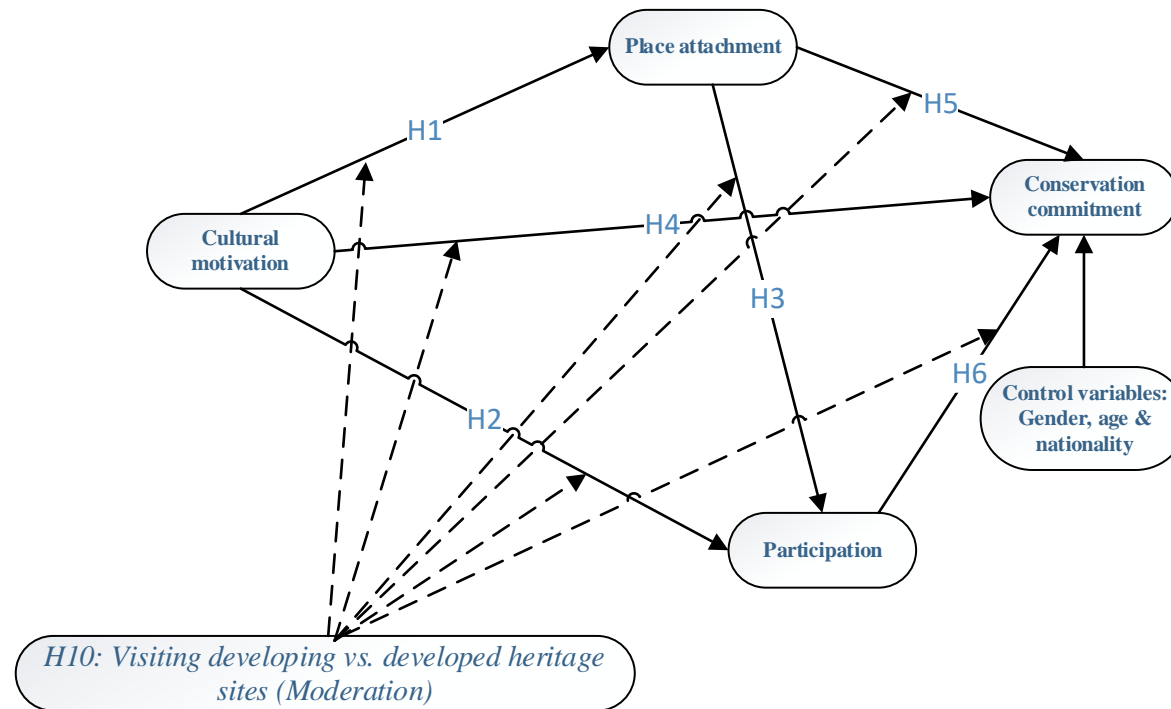 Place attachment
H5
H1
Conservation
commitment
H4
Cultural
motivation
H3
H6
Control variables:
Gender, age &
nationality
H2
Participation
H10: Visiting developing vs. developed heritage
sites (Moderation)